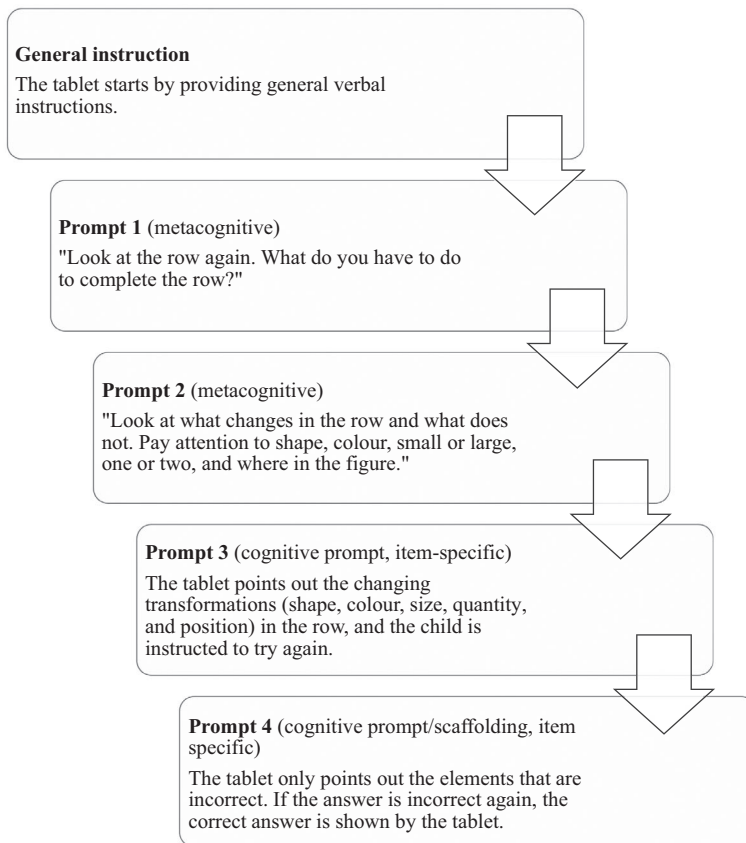 General instruction
The tablet starts by providing general verbal
instructions.
Prompt 1 (metacognitive)
"Look at the row again. What do you have to do
to complete the row?"
Prompt 2 (metacognitive)
"Look at what changes in the row and what does
not. Pay attention to shape, colour, small or large,
one or two, and where in the figure."
Prompt 3 (cognitive prompt, item-specific)
The tablet points out the changing
transformations (shape, colour, size, quantity,
and position) in the row, and the child is
instructed to try again.
Prompt 4 (cognitive prompt/scaffolding, item
specific)
The tablet only points out the elements that are
incorrect. If the answer is incorrect again, the
correct answer is shown by the tablet.